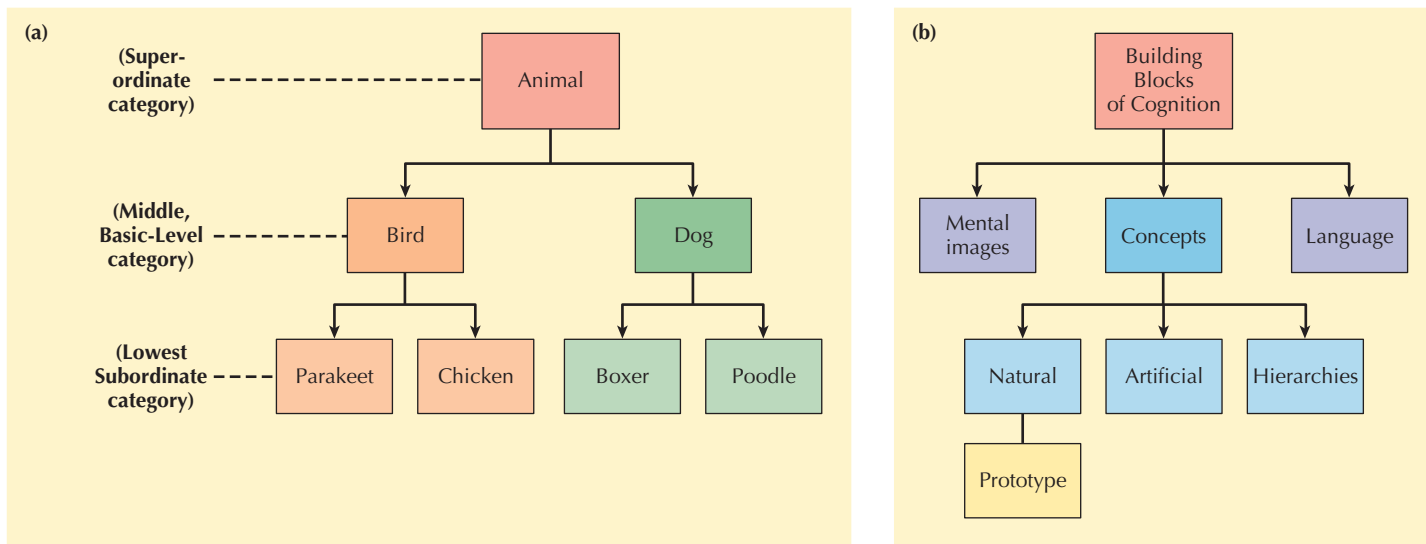 (a)
(Super-
ordinate
category)
Animal
(Middle,
Basic-Level
category)
Bird
Dog
(Lowest
Subordinate
category)
Parakeet
Chicken
Boxer
Poodle
(b)
Building
Blocks
of Cognition
Mental
images
Concepts
Language
Natural
Artificial
Hierarchies
Prototype